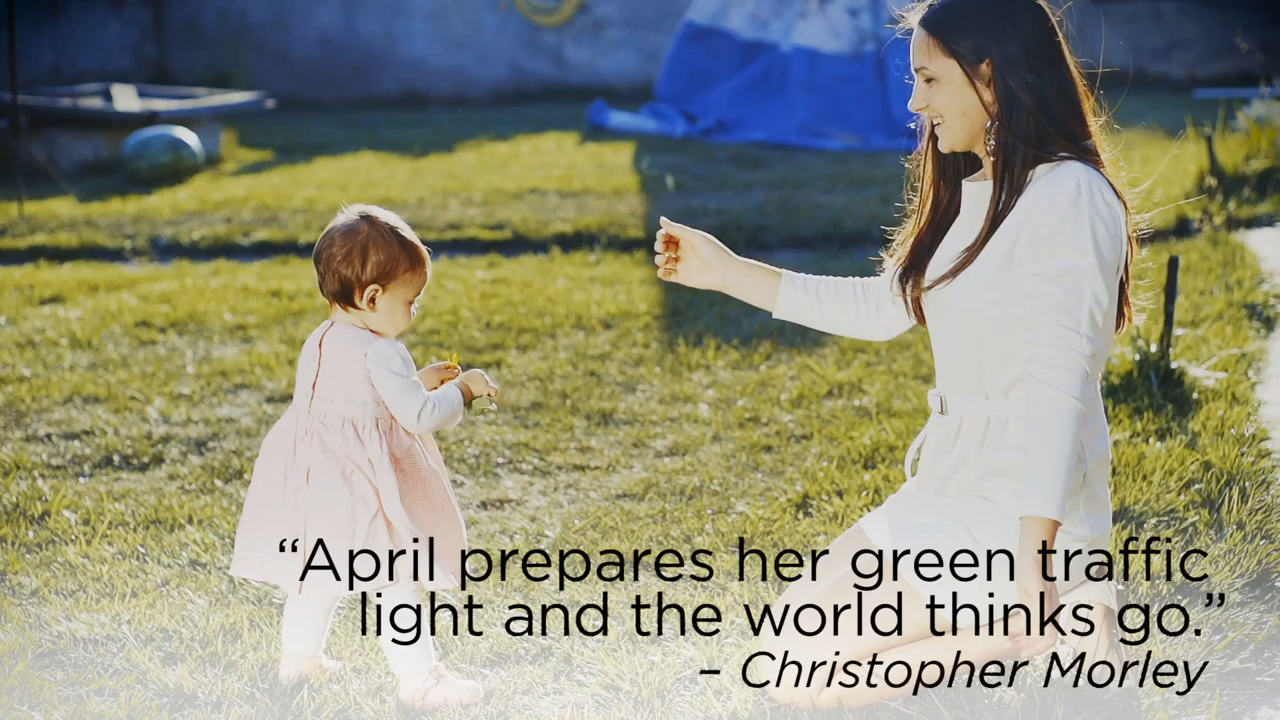 “April prepares her green traffic
light and the world thinks go.”
– Christopher Morley